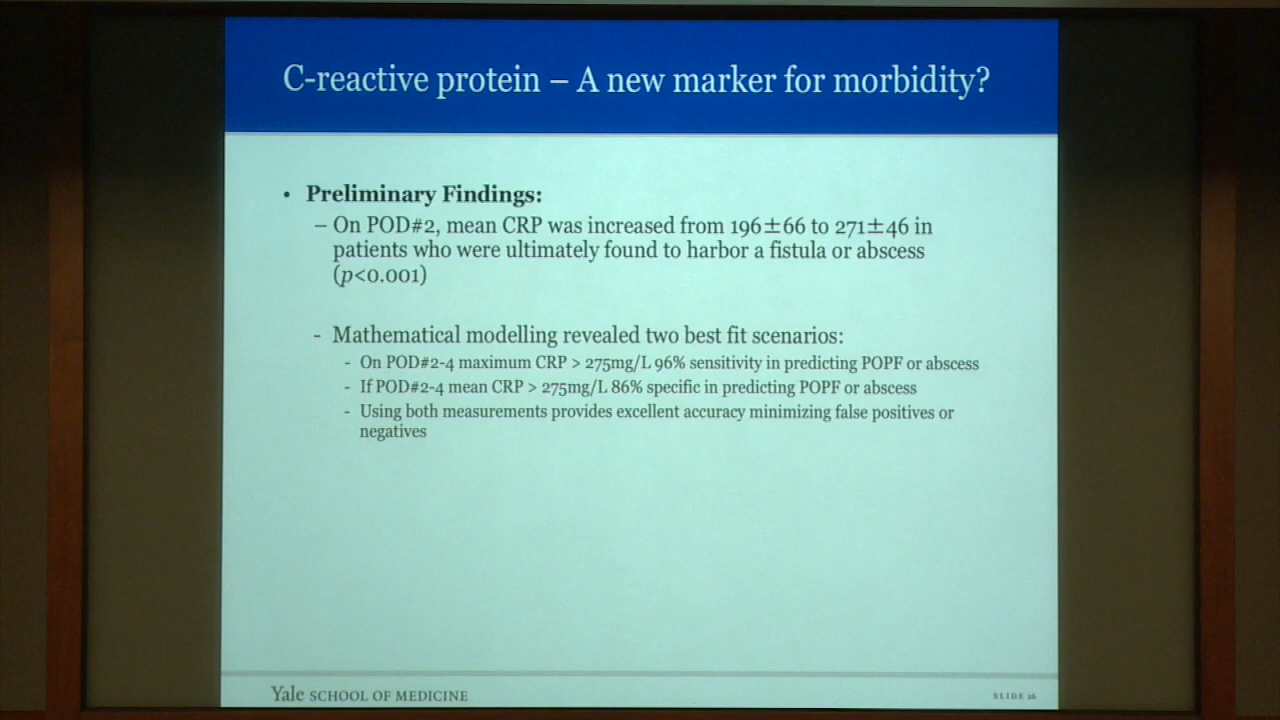 C-reactive protein – A new marker for morbidity?
• Preliminary Findings:
– On POD#2, mean CRP was increased from 196±66 to 271±46 in
patients who were ultimately found to harbor a fistula or abscess
(p<0.001)
- Mathematical modelling revealed two best fit scenarios:
- On POD#2-4 maximum CRP > 275mg/L 96% sensitivity in predicting POPF or abscess
- If POD#2-4 mean CRP > 275mg/L 86% specific in predicting POPF or abscess
- Using both measurements provides excellent accuracy minimizing false positives or
negatives
Yale SCHOOL OF MEDICINE
SLIDE 26